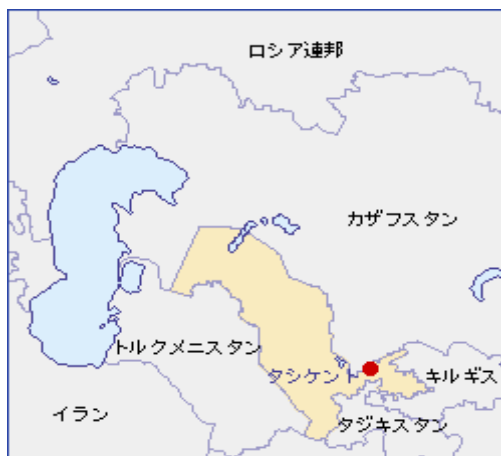 ロシア連邦
カザフスタン
トルクメニスタン
タシケント
キルギス
イラン
タジキスタン